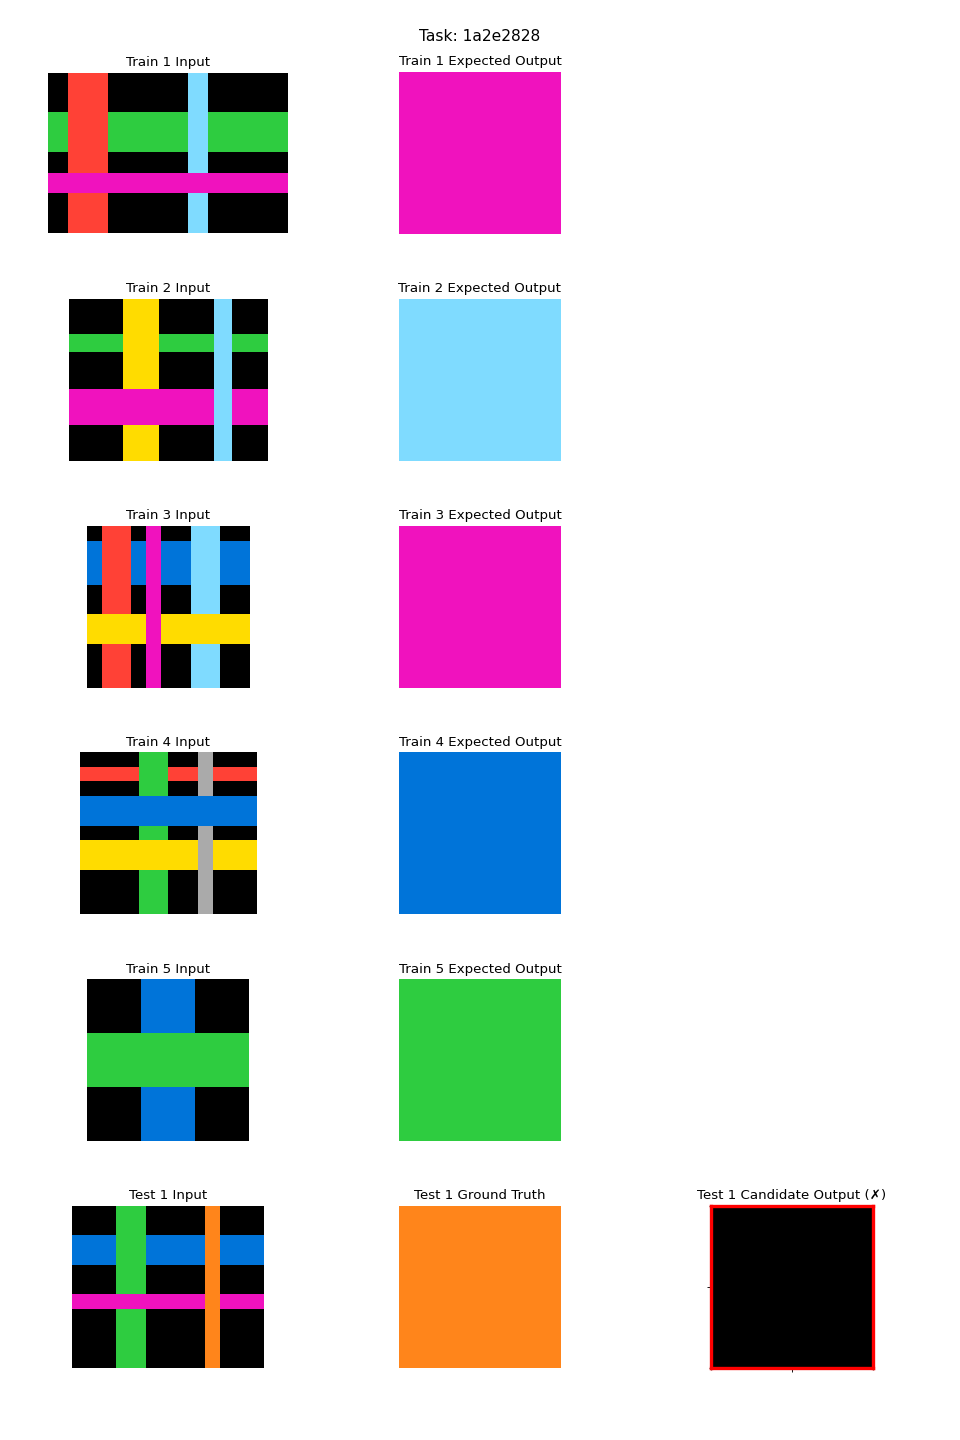 Task: 1a2e2828
Train 1 Input
Train 1 Expected Output
Train 2 Input
Train 2 Expected Output
Train 3 Input
Train 3 Expected Output
Train 4 Input
Train 4 Expected Output
Train 5 Input
Train 5 Expected Output
Test 1 Input
Test 1 Ground Truth
Test 1 Candidate Output (✗)